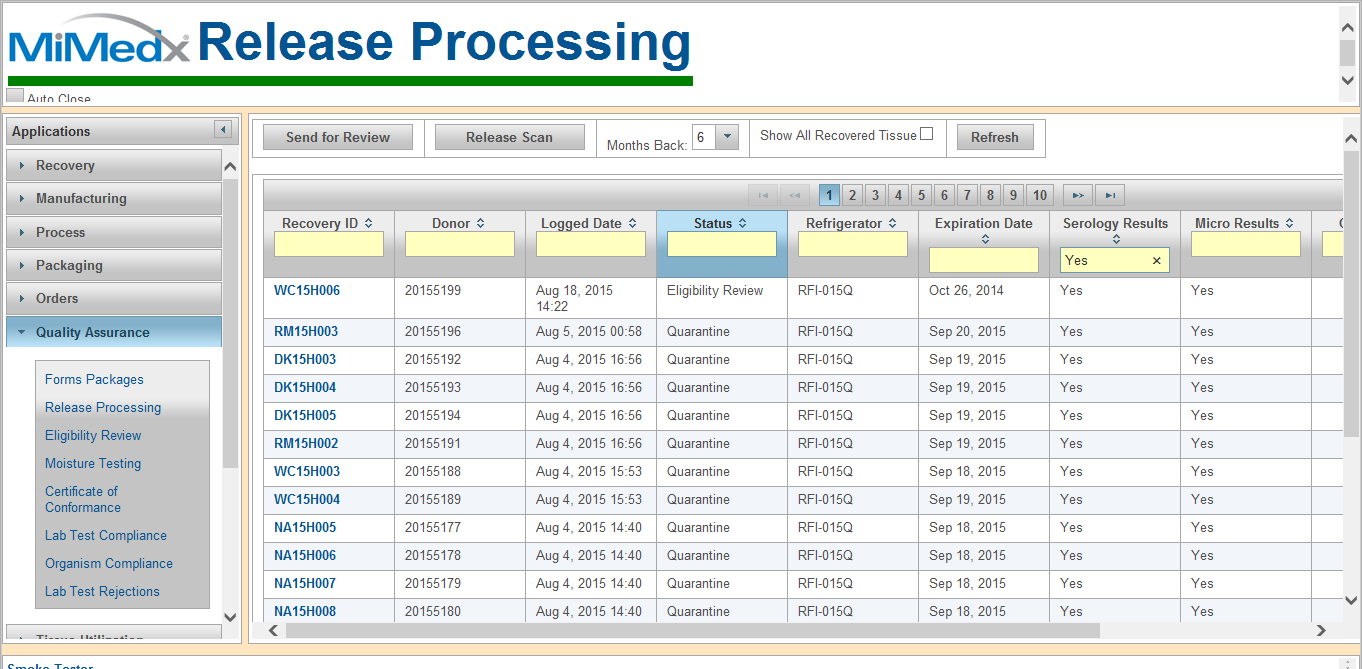 MiMedx® Release Processing
Auto Close
Applications
Recovery
Manufacturing
Process
Packaging
Orders
Quality Assurance
Forms Packages
Release Processing
Eligibility Review
Moisture Testing
Certificate of
Conformance
Lab Test Compliance
Organism Compliance
Lab Test Rejections
Tissue Utilization
Send for Review Release Scan Months Back: 6 Show All Recovered Tissue Refresh
1 2 3 4 5 6 7 8 9 10
Recovery ID Donor Logged Date Status Refrigerator Expiration Date Serology Results Micro Results
Yes ×
WC15H006 20155199 Aug 18, 2015 Eligibility Review RFI-015Q Oct 26, 2014 Yes Yes
14:22
RM15H003 20155196 Aug 5, 2015 00:58 Quarantine RFI-015Q Sep 20, 2015 Yes Yes
DK15H003 20155192 Aug 4, 2015 16:56 Quarantine RFI-015Q Sep 19, 2015 Yes Yes
DK15H004 20155193 Aug 4, 2015 16:56 Quarantine RFI-015Q Sep 19, 2015 Yes Yes
DK15H005 20155194 Aug 4, 2015 16:56 Quarantine RFI-015Q Sep 19, 2015 Yes Yes
RM15H002 20155191 Aug 4, 2015 16:56 Quarantine RFI-015Q Sep 19, 2015 Yes Yes
WC15H003 20155188 Aug 4, 2015 15:53 Quarantine RFI-015Q Sep 18, 2015 Yes Yes
WC15H004 20155189 Aug 4, 2015 15:53 Quarantine RFI-015Q Sep 19, 2015 Yes Yes
NA15H005 20155177 Aug 4, 2015 14:40 Quarantine RFI-015Q Sep 18, 2015 Yes Yes
NA15H006 20155178 Aug 4, 2015 14:40 Quarantine RFI-015Q Sep 18, 2015 Yes Yes
NA15H007 20155179 Aug 4, 2015 14:40 Quarantine RFI-015Q Sep 18, 2015 Yes Yes
NA15H008 20155180 Aug 4, 2015 14:40 Quarantine RFI-015Q Sep 18, 2015 Yes Yes
Smoke Tester